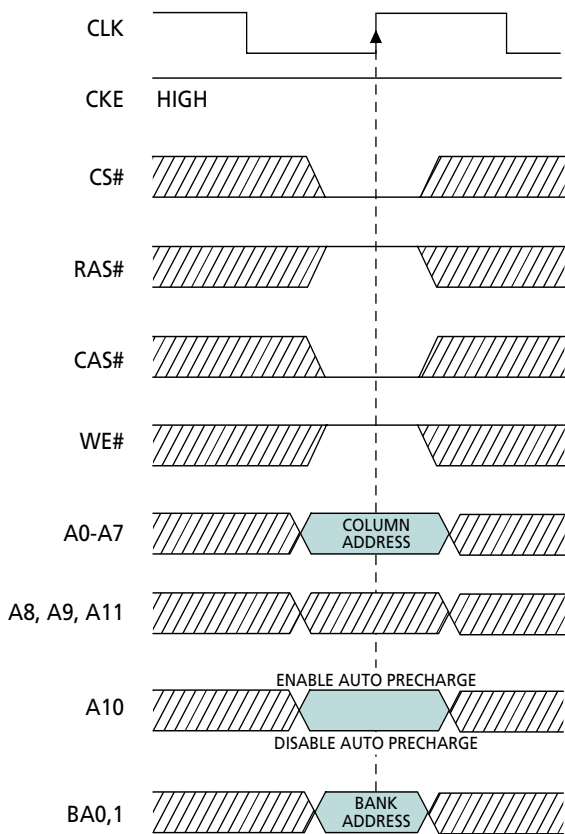 CLK
CKE HIGH
CS#
RAS#
CAS#
WE#
A0-A7
COLUMN
ADDRESS
A8, A9, A11
ENABLE AUTO PRECHARGE
A10
DISABLE AUTO PRECHARGE
BA0,1
BANK
ADDRESS